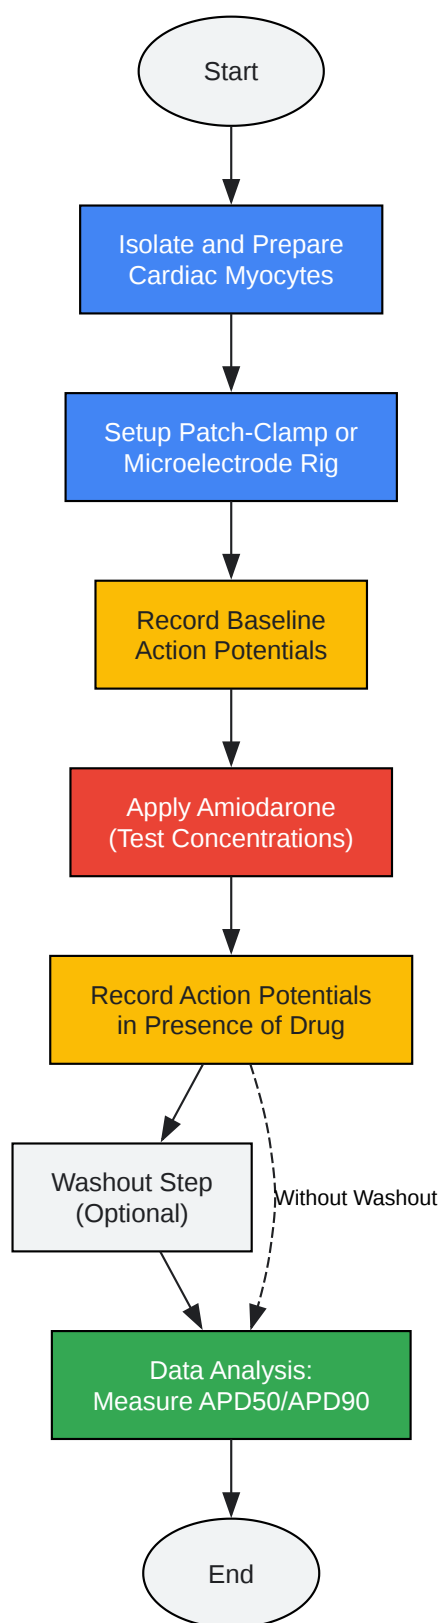 Start
Isolate and Prepare
Cardiac Myocytes
Setup Patch-Clamp or
Microelectrode Rig
Record Baseline
Action Potentials
Apply Amiodarone
(Test Concentrations)
Record Action Potentials
in Presence of Drug
Washout Step
(Optional)
Without Washout
Data Analysis:
Measure APD50/APD90
End